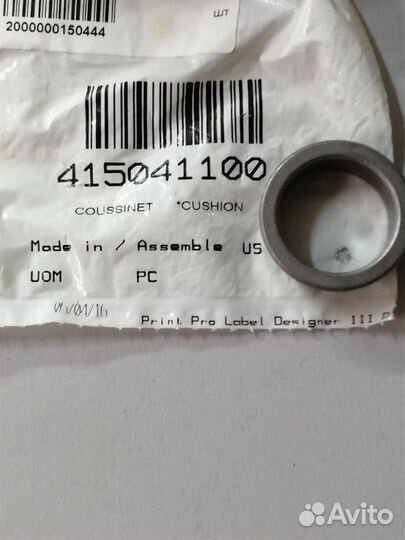 шт
2000000150444
415041100
COUSSINET *CUSHION
Made in / Assemble US
UOM PC
Print Pro Label Designer III
Avito